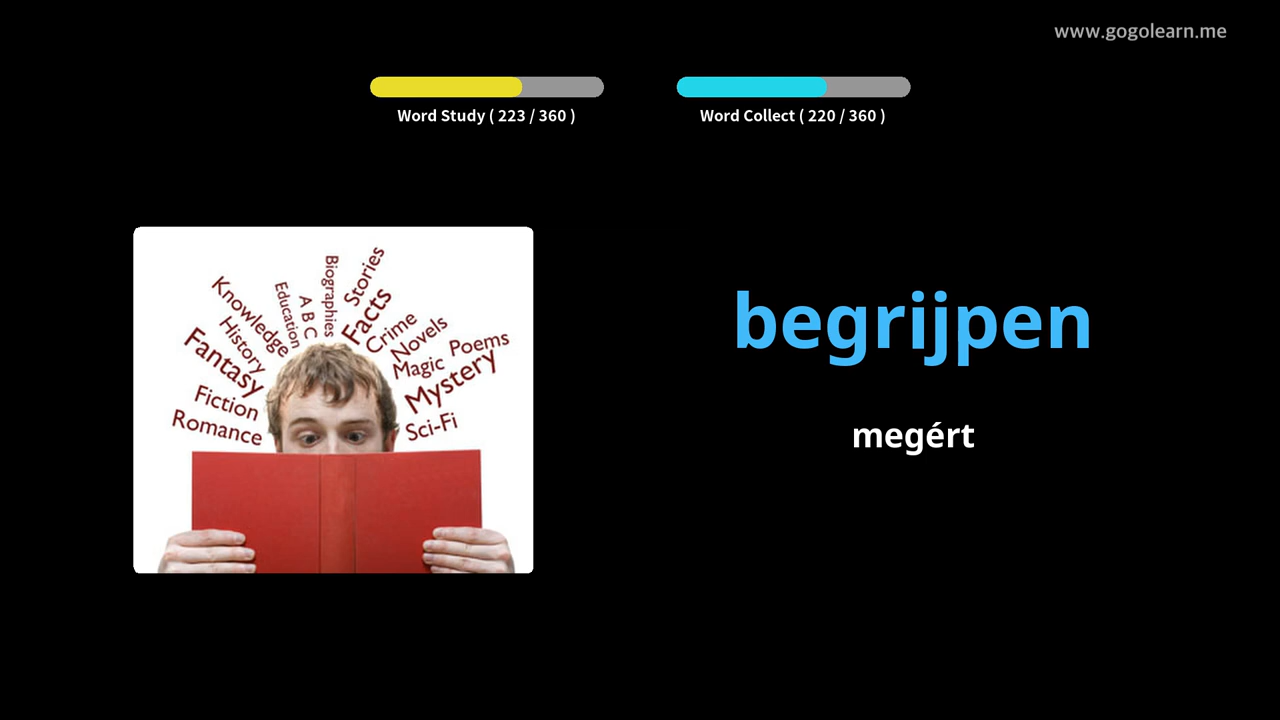 www.gogolearn.me
Word Study ( 223 / 360 )
Word Collect ( 220 / 360 )
Biographies
Stories
Education
A B C
Facts
Knowledge
Crime
History
Novels
Poems
Fantasy
Magic
Mystery
Fiction
Romance
Sci-Fi
begrijpen
megért